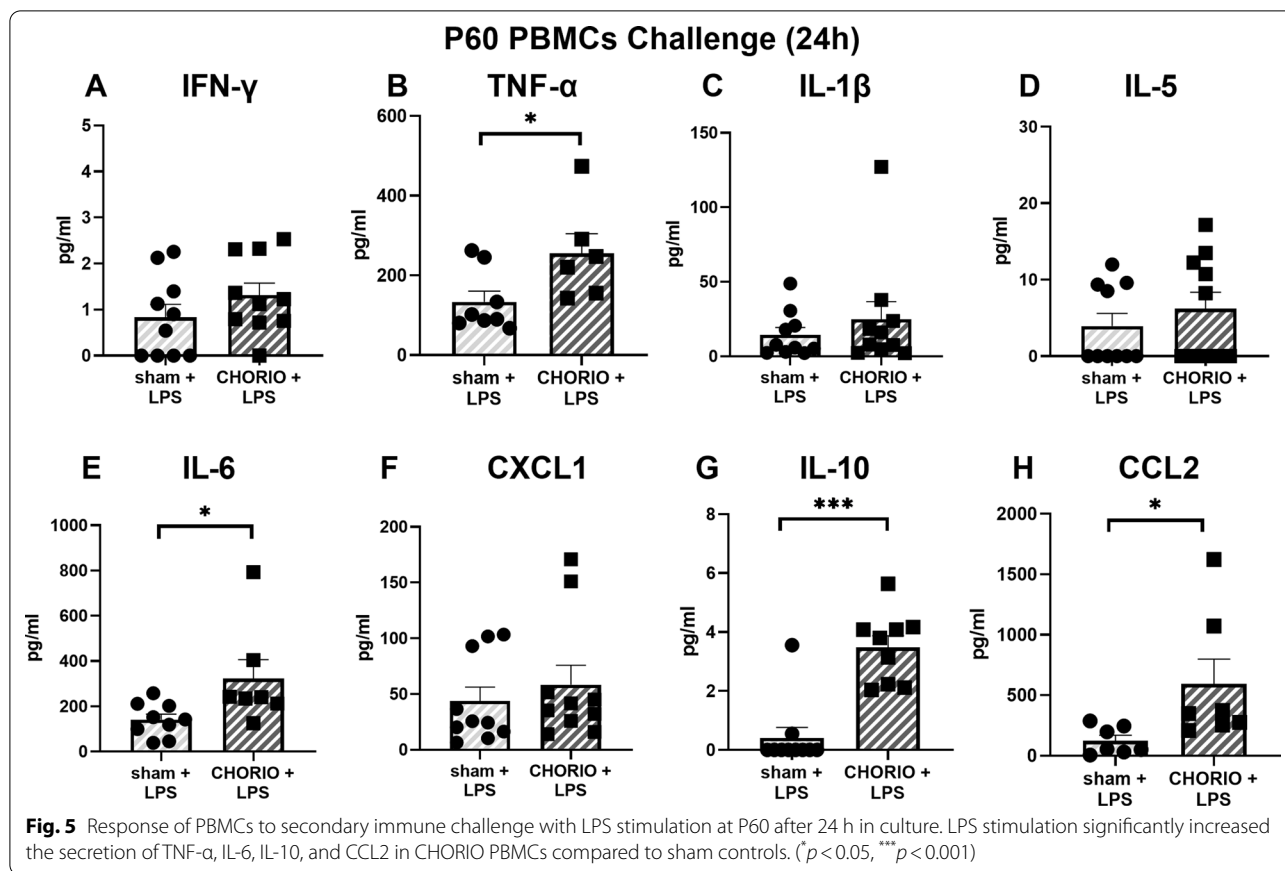 P60 PBMCs Challenge (24h)
A IFN-γ
pg/ml
5
4
3
2
1
0
sham +
LPS
CHORIO +
LPS
B TNF-α
pg/ml
600
400
200
0
*
sham +
LPS
CHORIO +
LPS
C IL-1β
pg/ml
150
100
50
0
sham +
LPS
CHORIO +
LPS
D IL-5
pg/ml
30
20
10
0
sham +
LPS
CHORIO +
LPS
E IL-6
pg/ml
1000
800
600
400
200
0
*
sham +
LPS
CHORIO +
LPS
F CXCL1
pg/ml
200
150
100
50
0
sham +
LPS
CHORIO +
LPS
G IL-10
pg/ml
8
6
4
2
0
***
sham +
LPS
CHORIO +
LPS
H CCL2
pg/ml
2000
1500
1000
500
0
*
sham +
LPS
CHORIO +
LPS
Fig. 5 Response of PBMCs to secondary immune challenge with LPS stimulation at P60 after 24 h in culture. LPS stimulation significantly increased
the secretion of TNF-α, IL-6, IL-10, and CCL2 in CHORIO PBMCs compared to sham controls. (*p < 0.05, ***p < 0.001)